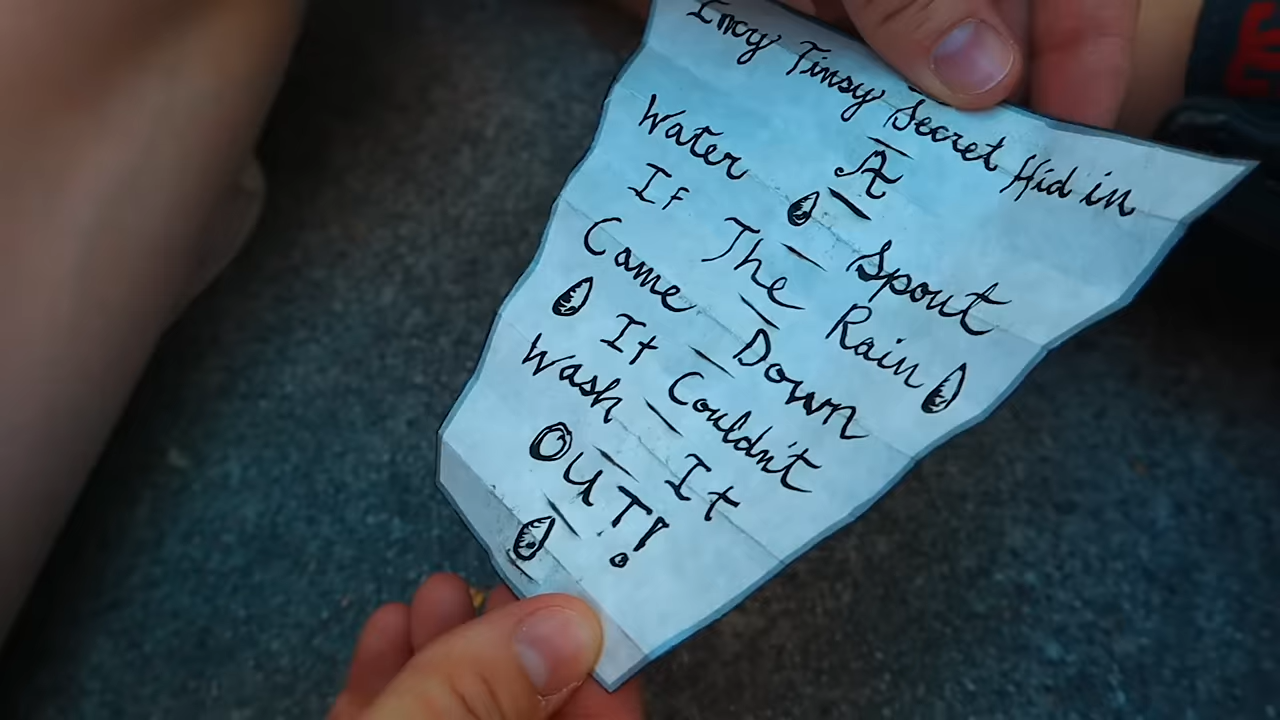 Incy Tinsy Secret Hid in
A
Water Spout
If The Rain
Came Down
It Couldn't
Wash It
OUT!